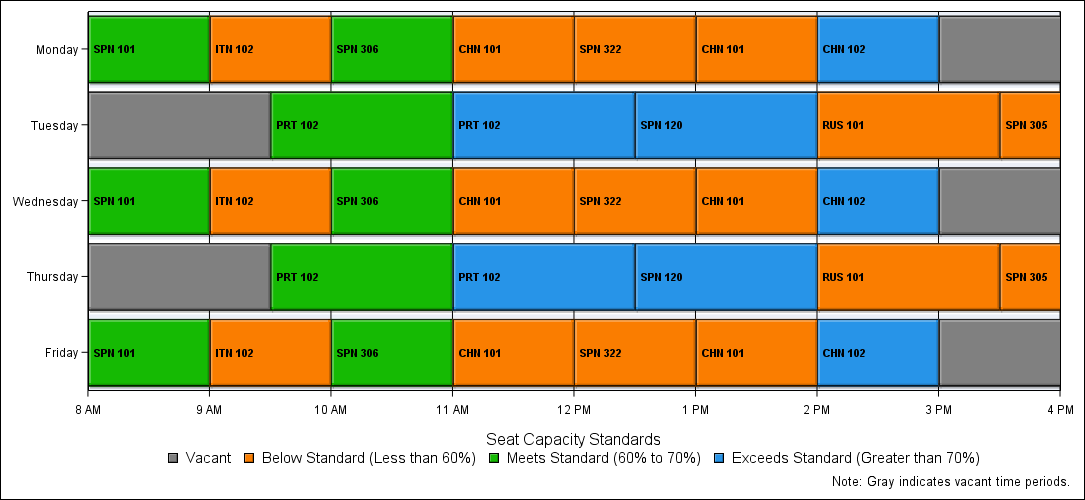 Monday SPN 101 ITN 102 SPN 306 CHN 101 SPN 322 CHN 101 CHN 102
Tuesday PRT 102 PRT 102 SPN 120 RUS 101 SPN 305
Wednesday SPN 101 ITN 102 SPN 306 CHN 101 SPN 322 CHN 101 CHN 102
Thursday PRT 102 PRT 102 SPN 120 RUS 101 SPN 305
Friday SPN 101 ITN 102 SPN 306 CHN 101 SPN 322 CHN 101 CHN 102
8 AM 9 AM 10 AM 11 AM 12 PM 1 PM 2 PM 3 PM 4 PM
Seat Capacity Standards
Vacant Below Standard (Less than 60%) Meets Standard (60% to 70%) Exceeds Standard (Greater than 70%)
Note: Gray indicates vacant time periods.